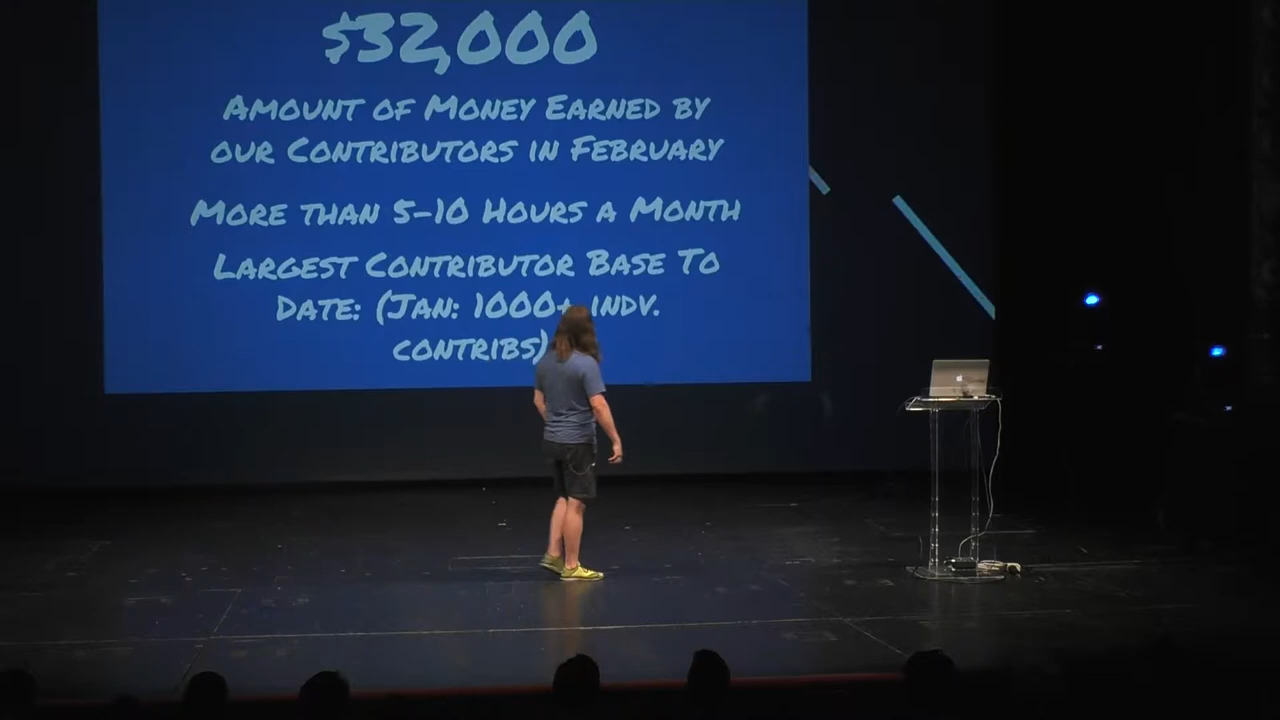 $32,000
Amount of Money Earned by
our Contributors in February
More than 5-10 Hours a Month
Largest Contributor Base To
Date: (Jan: 1000+ indv.
contribs)